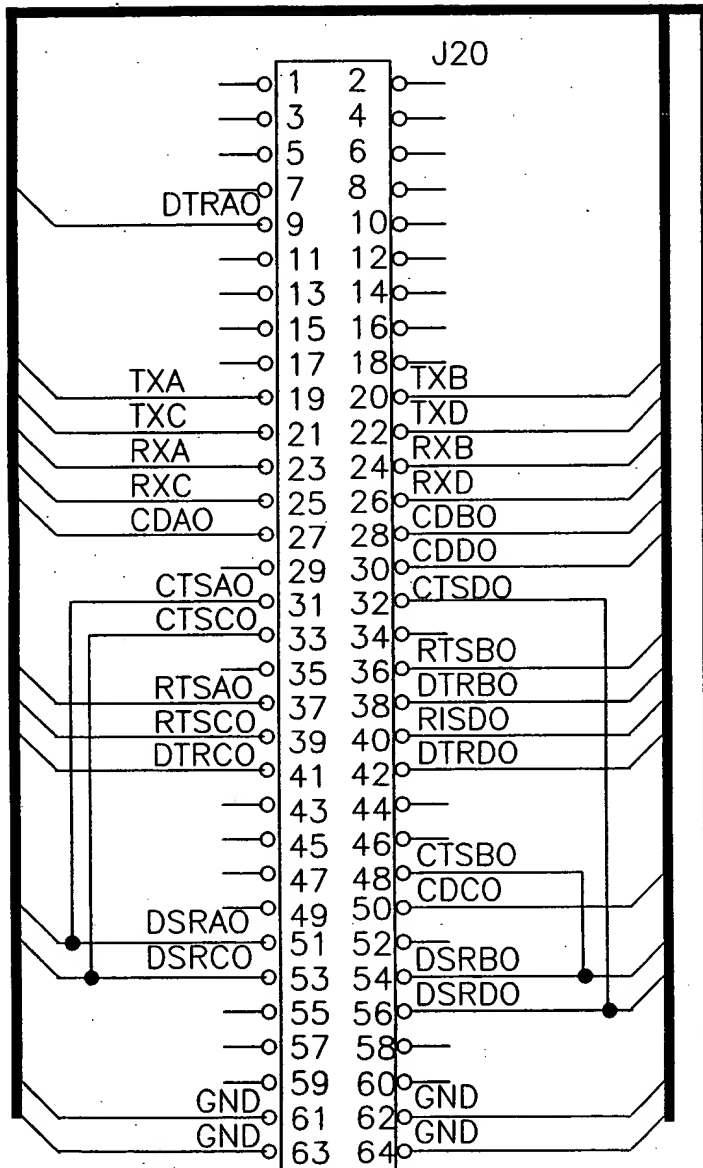 J20
1 2
3 4
5 6
7 8
DTRAO 9 10
11 12
13 14
15 16
17 18
TXA 19 20 TXB
TXC 21 22 TXD
RXA 23 24 RXB
RXC 25 26 RXD
CDAO 27 28 CDBO
29 30 CDDO
CTSAO 31 32 CTSDO
CTSCO 33 34
35 36 RTSBO
RTSAO 37 38 DTRBO
RTSCO 39 40 RISDO
DTRCO 41 42 DTRDO
43 44
45 46
47 48 CTSBO
49 50 CDCO
DSRAO 51 52
DSRCO 53 54 DSRBO
55 56 DSRDO
57 58
59 60
GND 61 62 GND
GND 63 64 GND